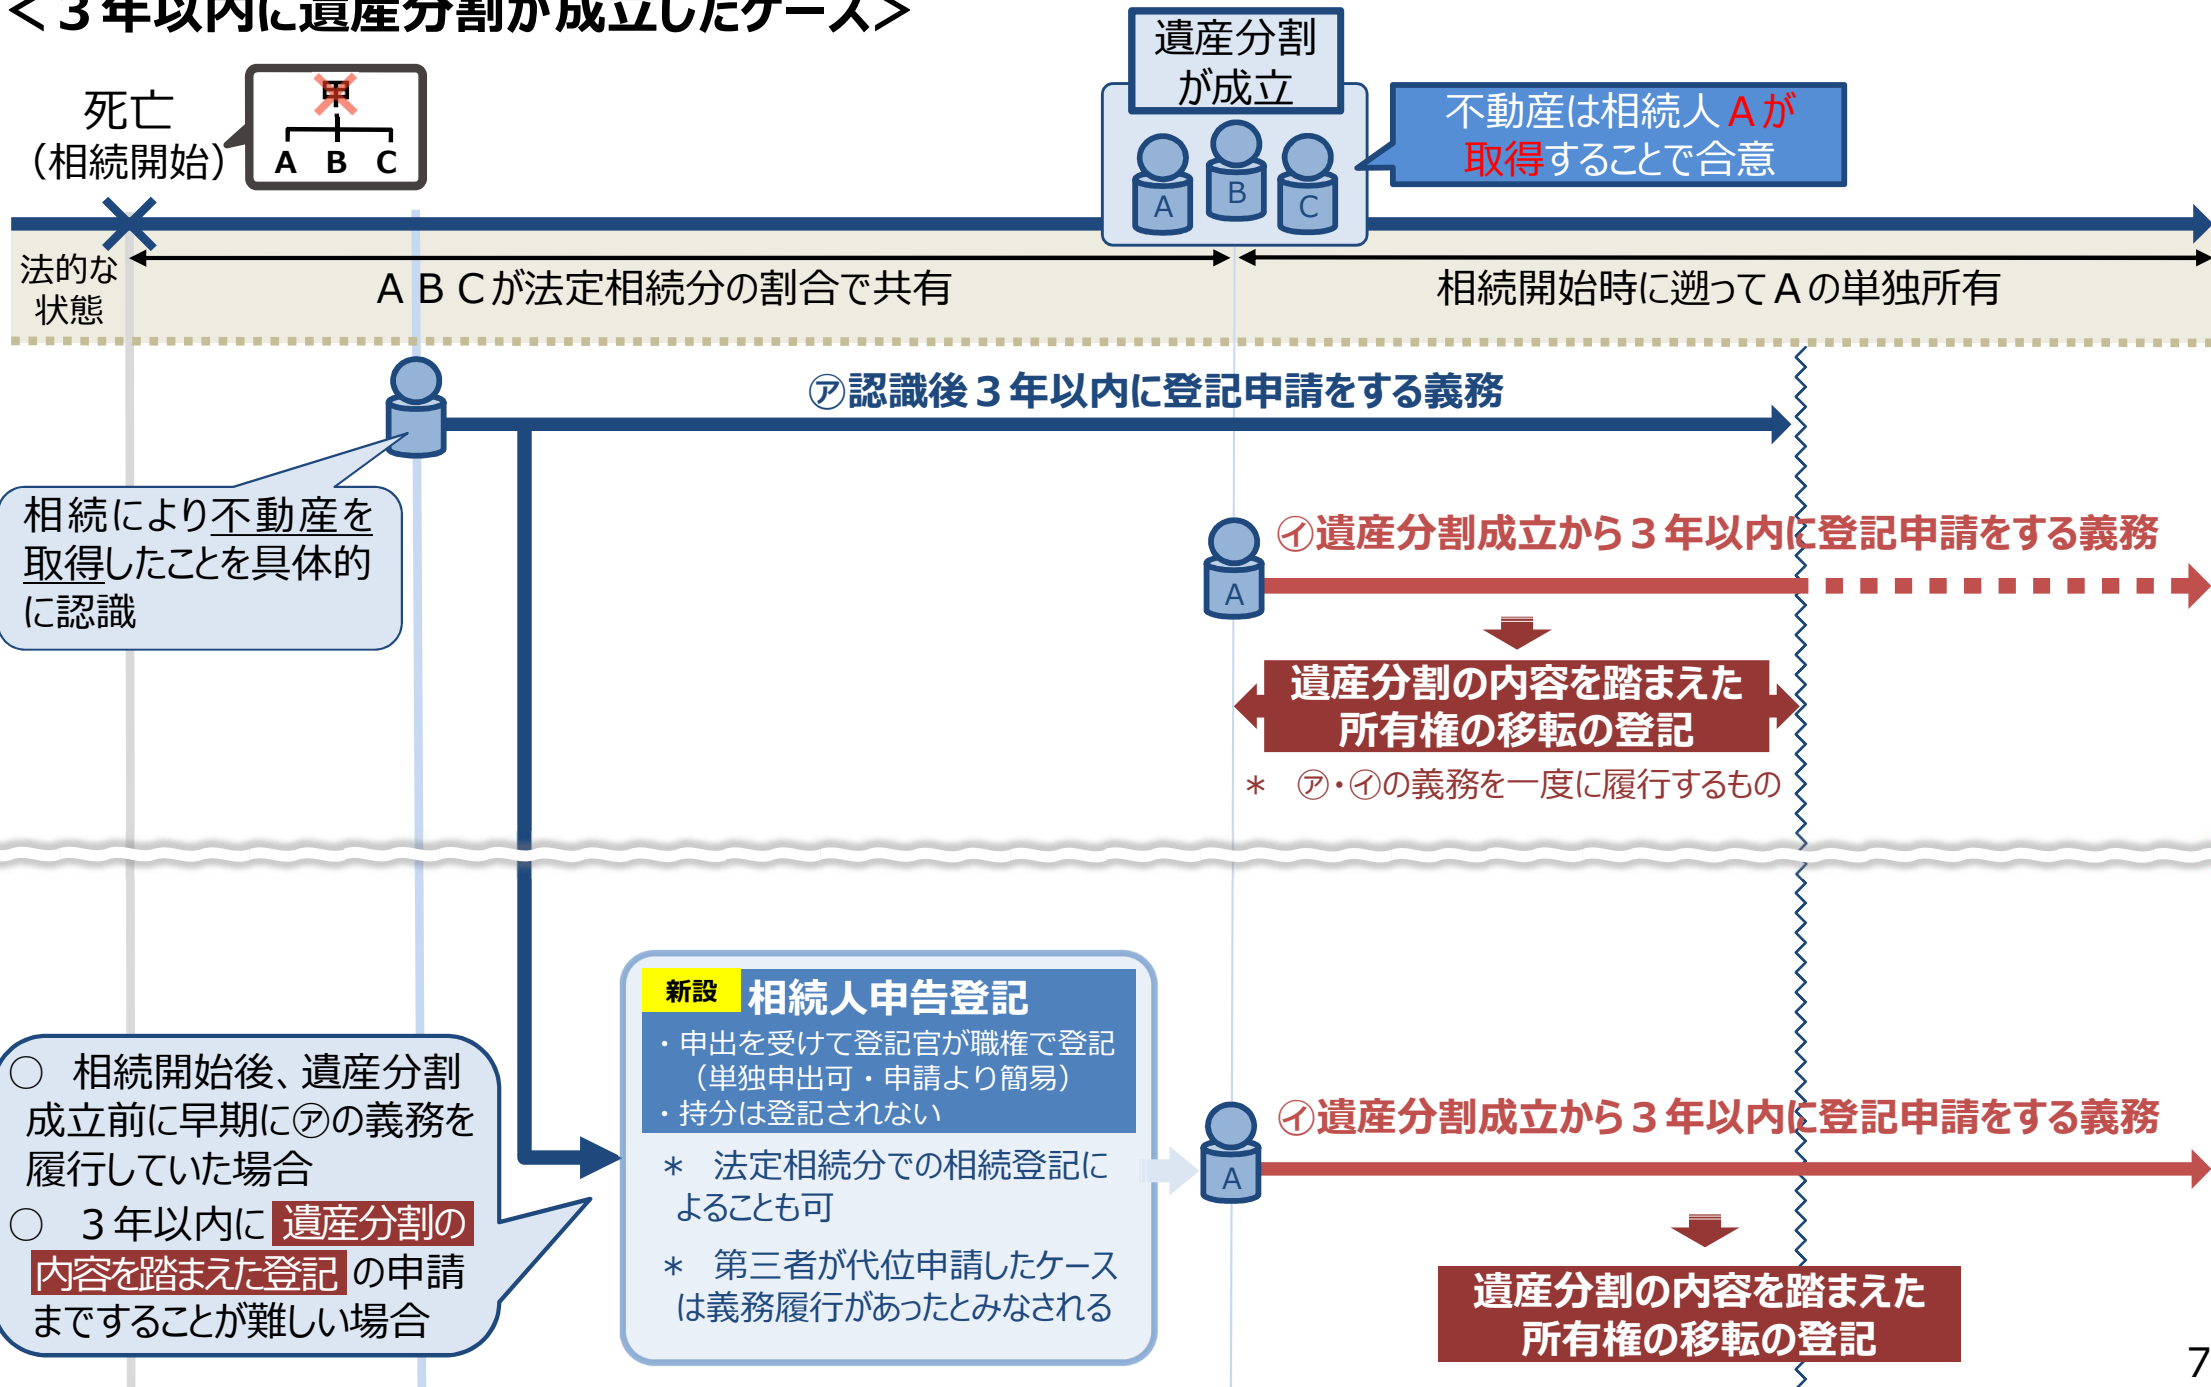 ＜３年以内に遺産分割が成立したケース＞
遺産分割
が成立
死亡
（相続開始）
甲
A B C
不動産は相続人Aが
取得することで合意
A
B
C
法的な
状態
ＡＢＣが法定相続分の割合で共有
相続開始時に遡ってＡの単独所有
㋐認識後３年以内に登記申請をする義務
相続により不動産を
取得したことを具体的
に認識
㋑遺産分割成立から３年以内に登記申請をする義務
A
遺産分割の内容を踏まえた
所有権の移転の登記
＊　㋐・㋑の義務を一度に履行するもの
新設 相続人申告登記
・申出を受けて登記官が職権で登記
（単独申出可・申請より簡易）
・持分は登記されない
＊　法定相続分での相続登記に
よることも可
＊　第三者が代位申請したケース
は義務履行があったとみなされる
○　相続開始後、遺産分割
成立前に早期に㋐の義務を
履行していた場合
○　３年以内に 遺産分割の
内容を踏まえた登記 の申請
まですることが難しい場合
㋑遺産分割成立から３年以内に登記申請をする義務
A
遺産分割の内容を踏まえた
所有権の移転の登記
7